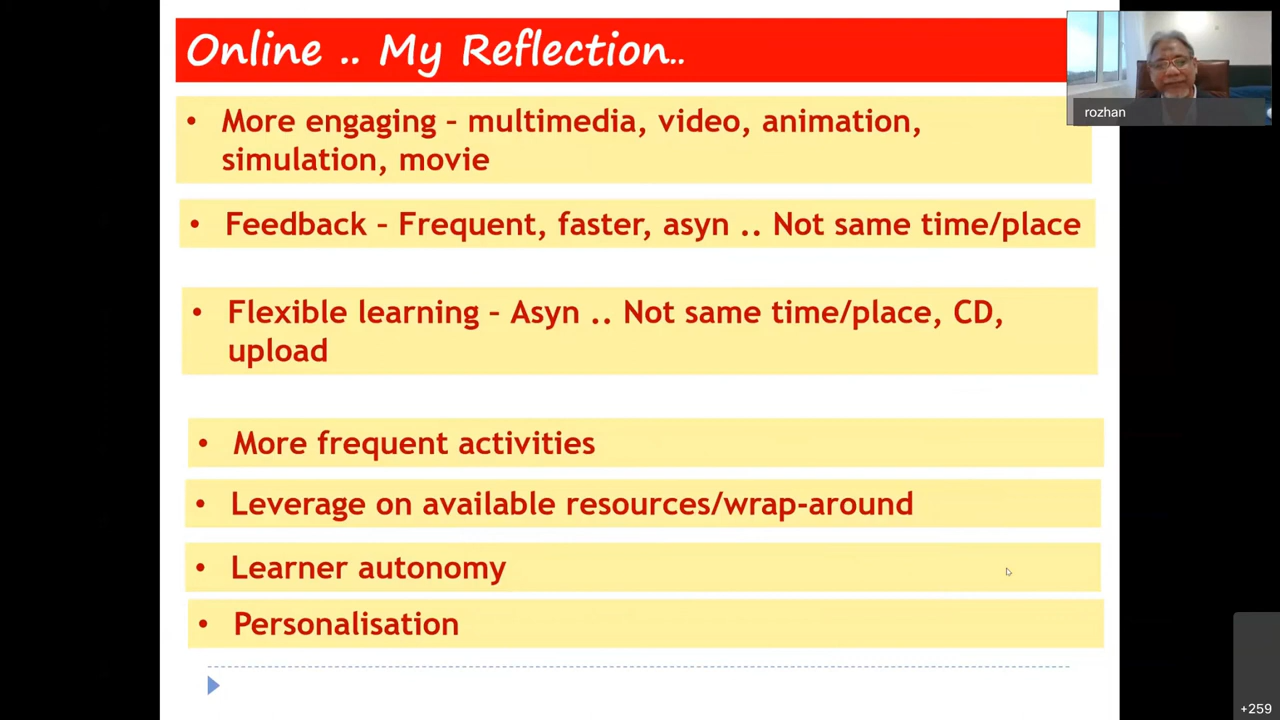 Online .. My Reflection..
• More engaging – multimedia, video, animation,
simulation, movie
• Feedback – Frequent, faster, asyn .. Not same time/place
• Flexible learning – Asyn .. Not same time/place, CD,
upload
• More frequent activities
• Leverage on available resources/wrap-around
• Learner autonomy
• Personalisation
rozhan
+259